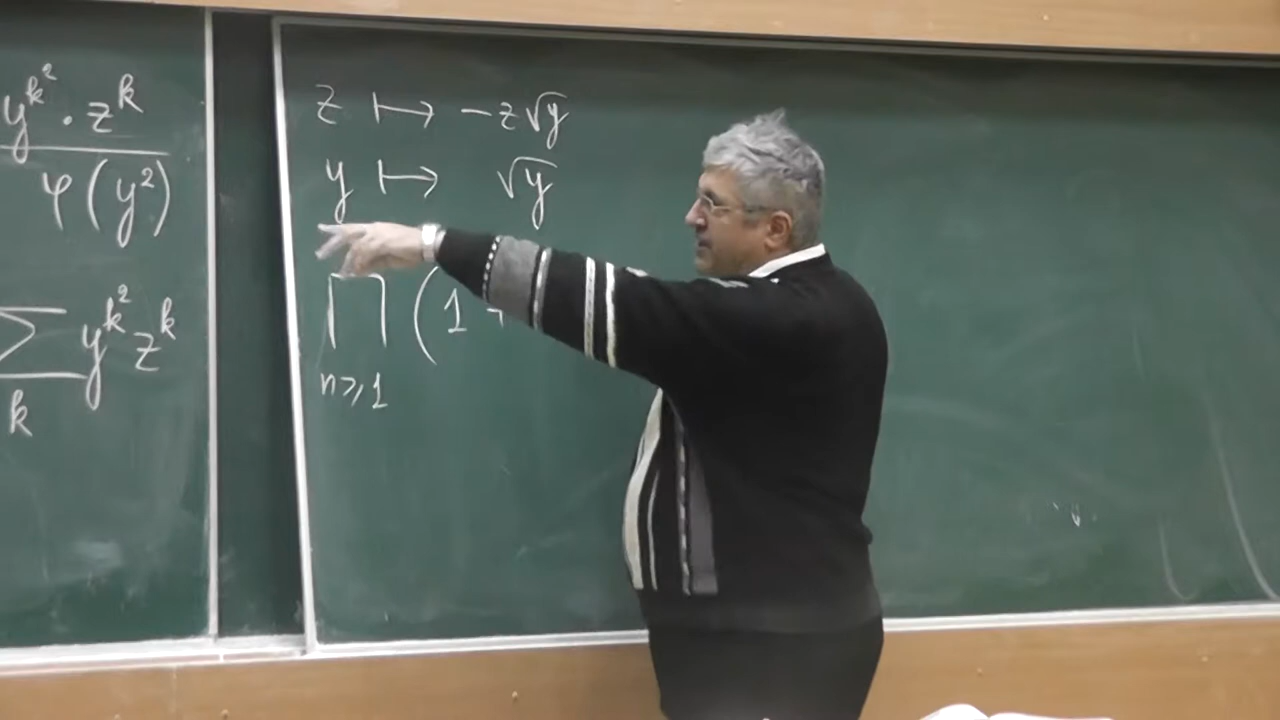 y^{k^2} · z^k
φ(y^2)
∑ y^{k^2} z^k
k
z ↦ -z√y
y ↦ √y
∏ (1
n⩾1